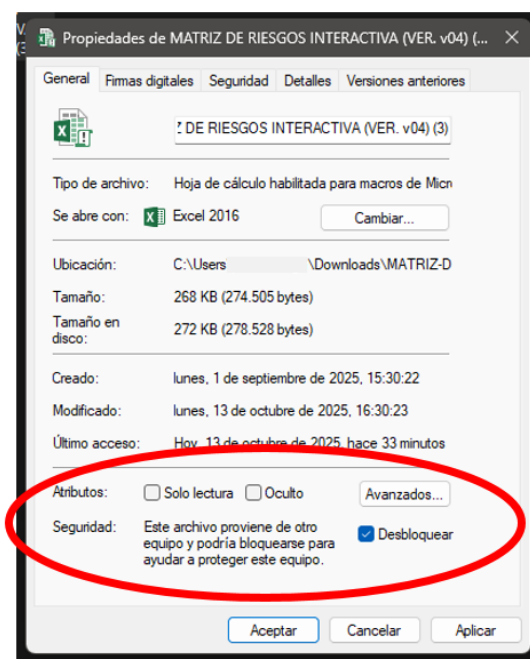 Propiedades de MATRIZ DE RIESGOS INTERACTIVA (VER. v04) (...
General Firmas digitales Seguridad Detalles Versiones anteriores
DE RIESGOS INTERACTIVA (VER. v04) (3)
Tipo de archivo: Hoja de cálculo habilitada para macros de Micr
Se abre con: Excel 2016 Cambiar...
Ubicación: C:\Users \Downloads\MATRIZ-D
Tamaño: 268 KB (274.505 bytes)
Tamaño en
disco: 272 KB (278.528 bytes)
Creado: lunes, 1 de septiembre de 2025, 15:30:22
Modificado: lunes, 13 de octubre de 2025, 16:30:23
Último acceso: Hoy, 13 de octubre de 2025, hace 33 minutos
Atributos: Solo lectura Oculto Avanzados...
Seguridad: Este archivo proviene de otro
equipo y podría bloquearse para
ayudar a proteger este equipo.
Desbloquear
Aceptar Cancelar Aplicar